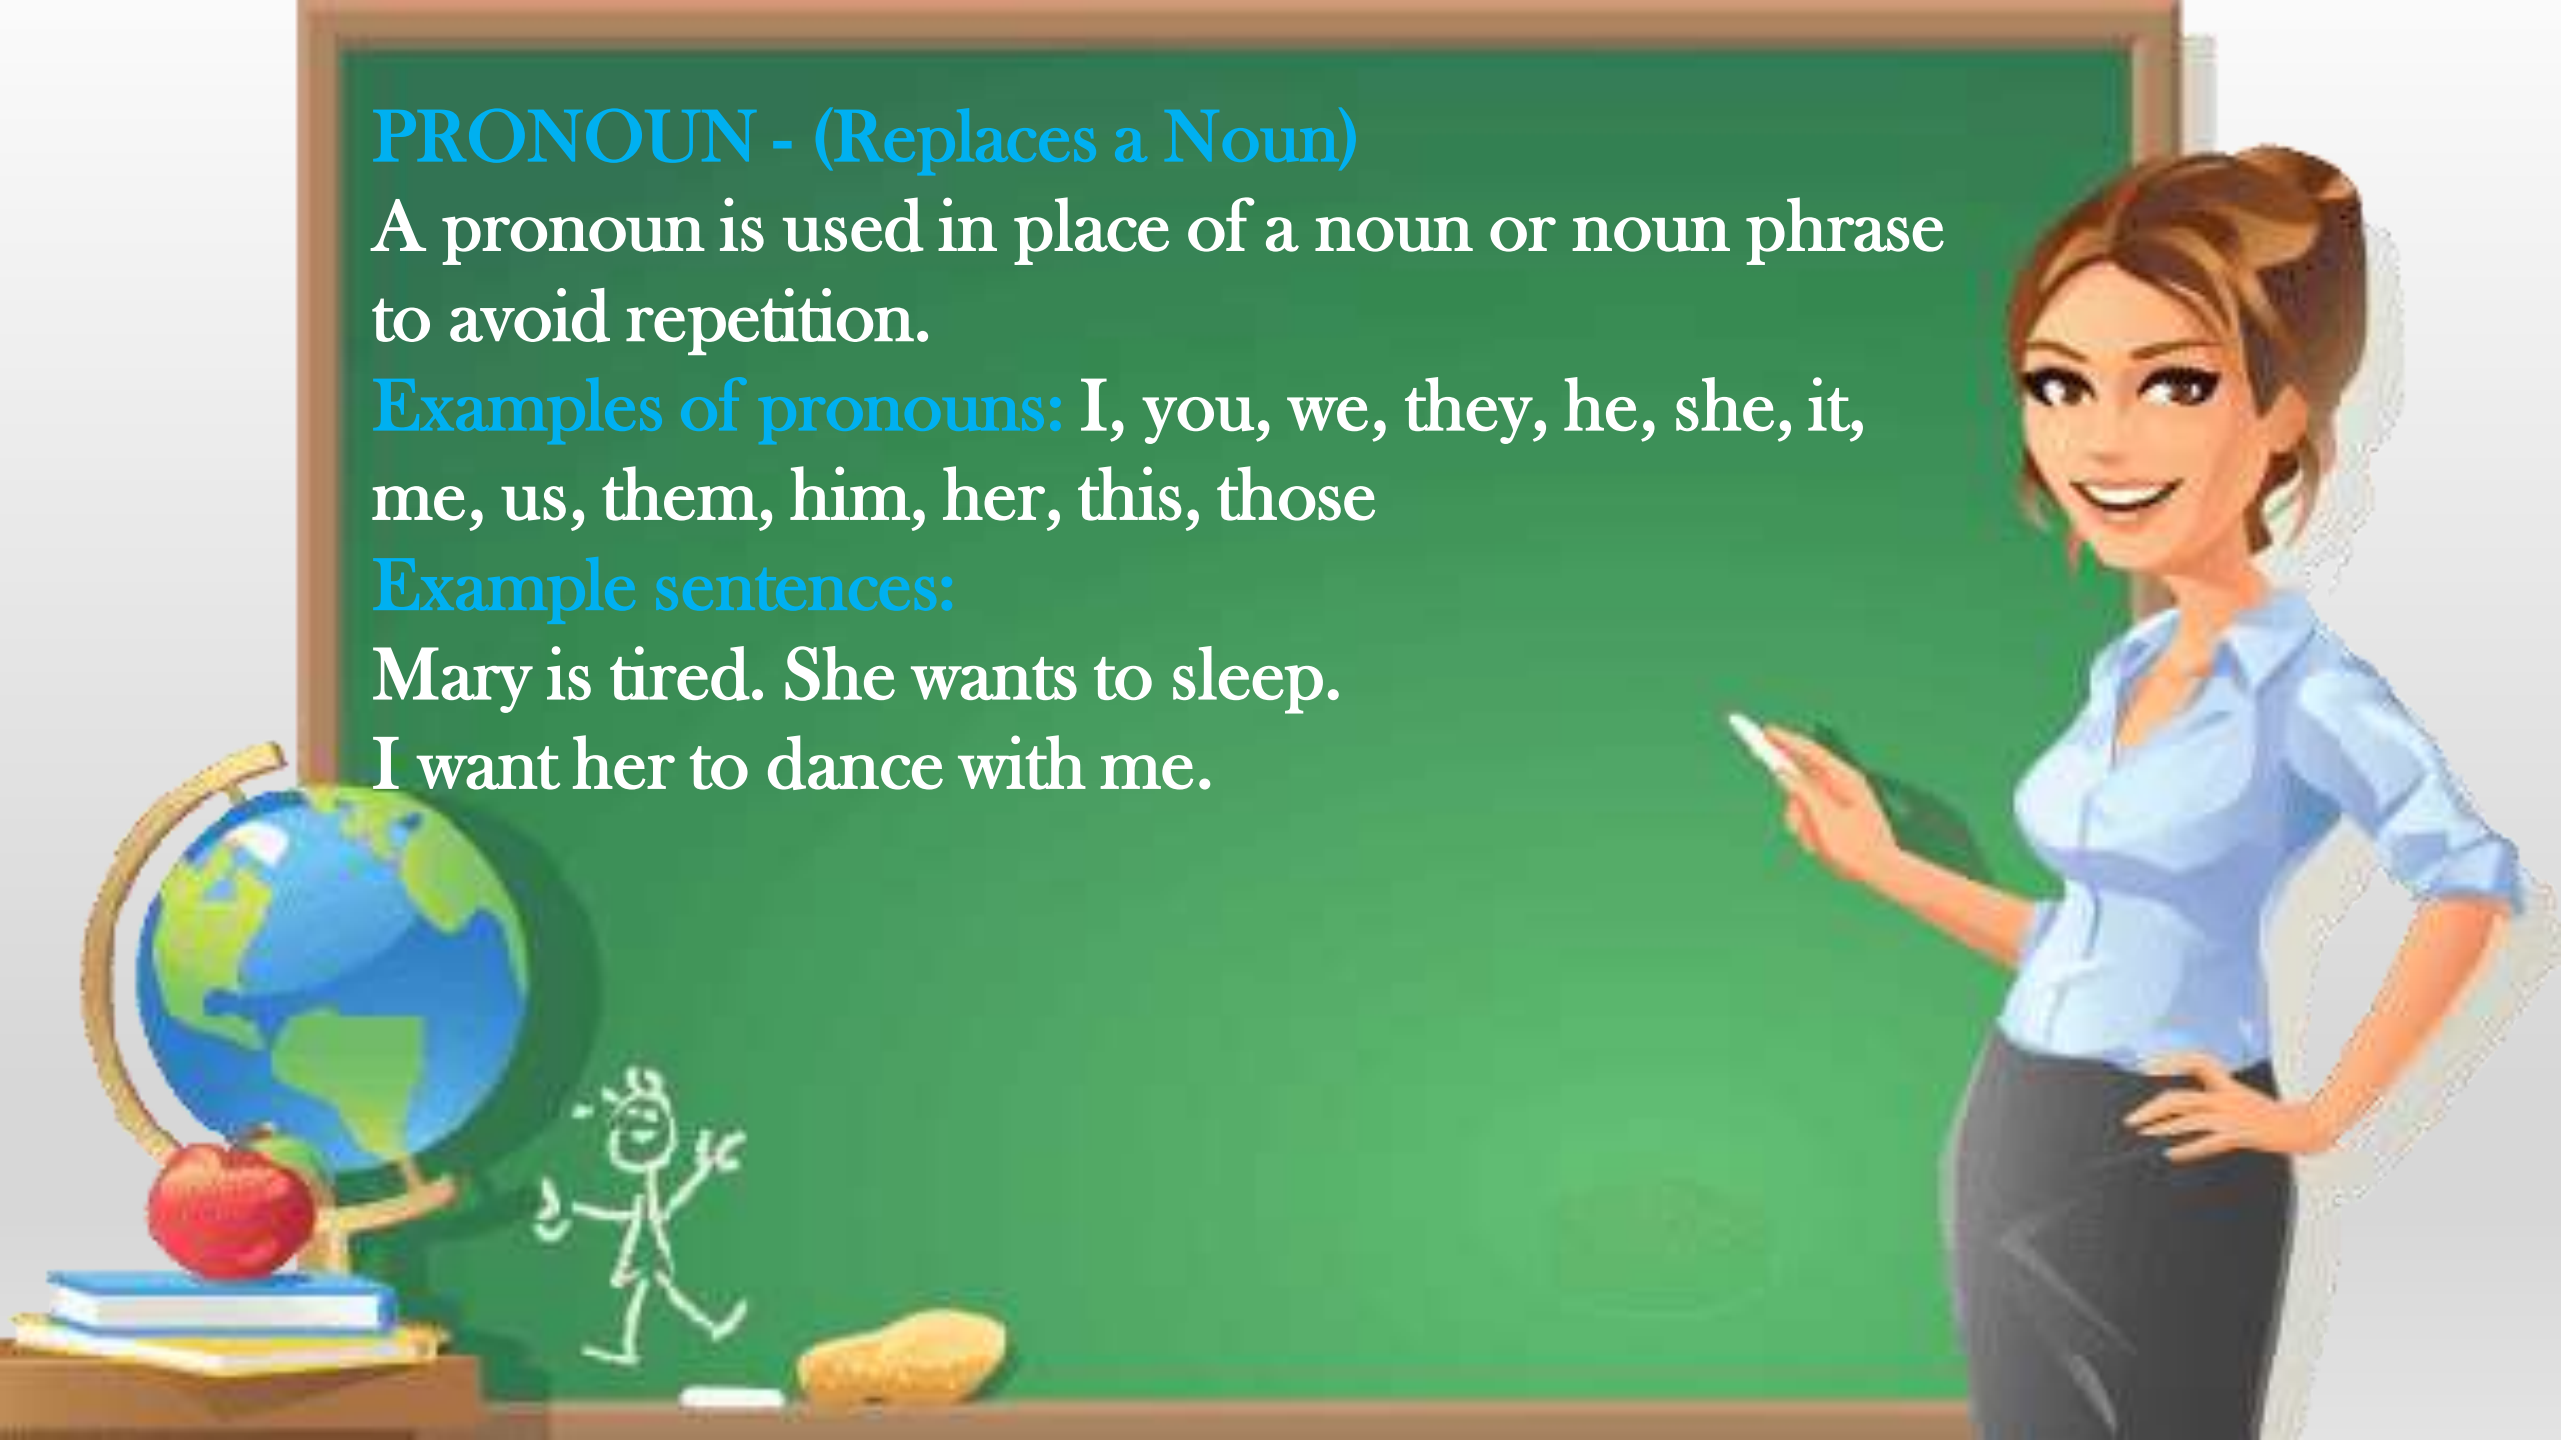 PRONOUN - (Replaces a Noun)
A pronoun is used in place of a noun or noun phrase
to avoid repetition.
Examples of pronouns: I, you, we, they, he, she, it,
me, us, them, him, her, this, those
Example sentences:
Mary is tired. She wants to sleep.
I want her to dance with me.